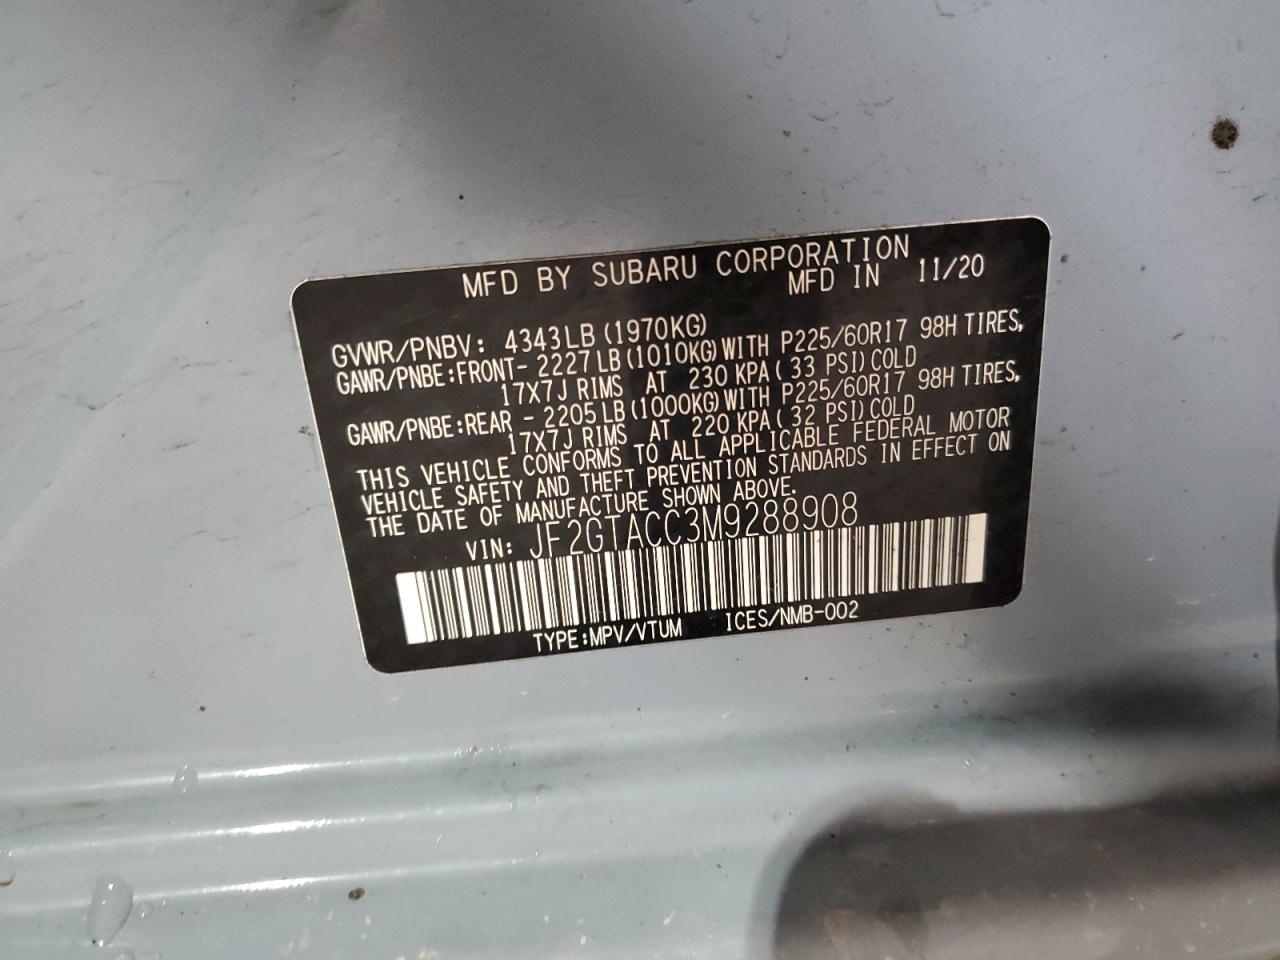 MFD BY SUBARU CORPORATION
MFD IN 11/20
GVWR/PNBV: 4343LB (1970KG)
GAWR/PNBE:FRONT- 2227LB (1010KG) WITH P225/60R17 98H TIRES,
17X7J RIMS AT 230 KPA (33 PSI) COLD
GAWR/PNBE:REAR - 2205LB (1000KG) WITH P225/60R17 98H TIRES,
17X7J RIMS AT 220 KPA (32 PSI) COLD
THIS VEHICLE CONFORMS TO ALL APPLICABLE FEDERAL MOTOR
VEHICLE SAFETY AND THEFT PREVENTION STANDARDS IN EFFECT ON
THE DATE OF MANUFACTURE SHOWN ABOVE.
VIN: JF2GTACC3M9288908
TYPE:MPV/VTUM ICES/NMB-002